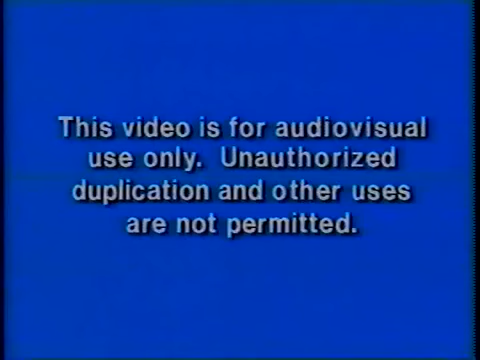 This video is for audiovisual
use only.  Unauthorized
duplication and other uses
are not permitted.